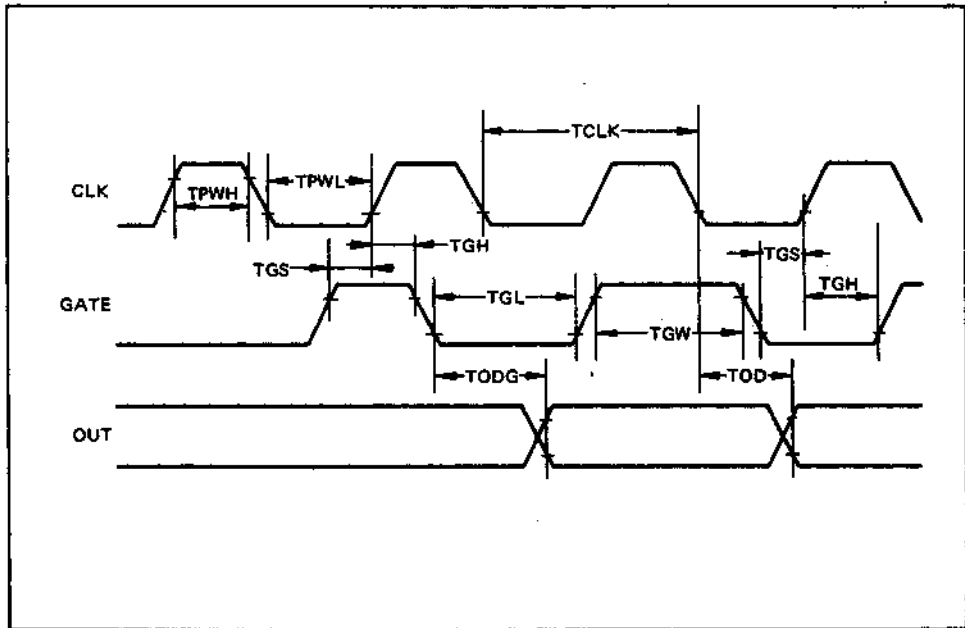 TCLK
CLK
TPWH
TPWL
TGH
TGS
TGS
TGH
GATE
TGL
TGW
TODG
TOD
OUT